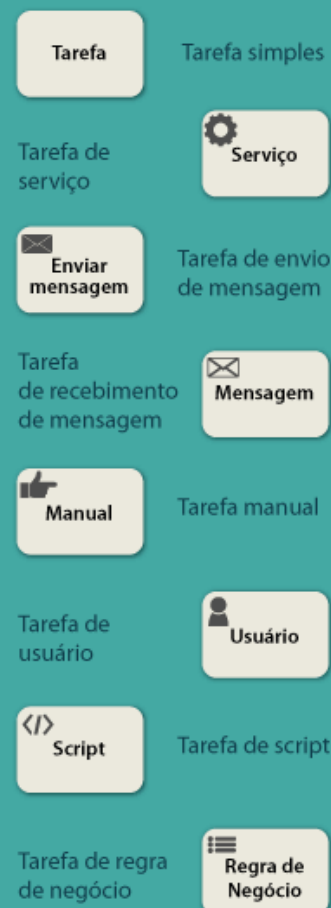 Tarefa
Tarefa simples
Tarefa de
serviço
Serviço
Enviar
mensagem
Tarefa de envio
de mensagem
Tarefa
de recebimento
de mensagem
Mensagem
Manual
Tarefa manual
Tarefa de
usuário
Usuário
</>
Script
Tarefa de script
Tarefa de regra
de negócio
Regra de
Negócio